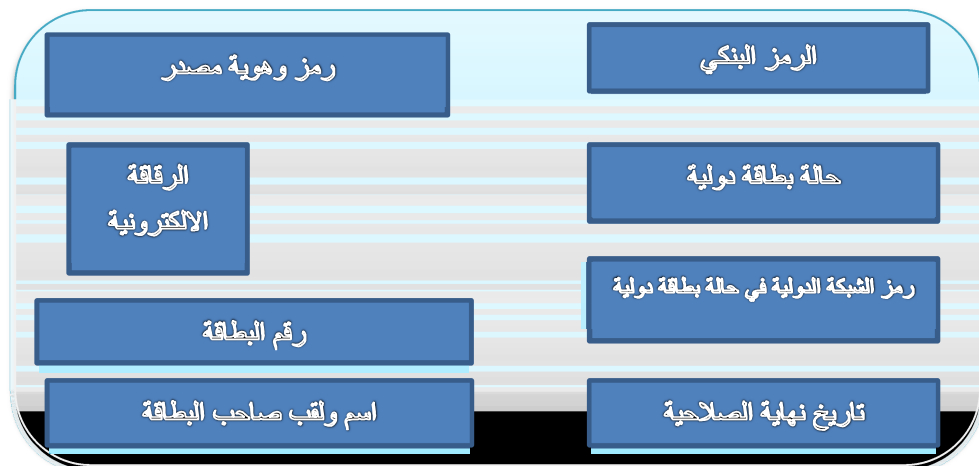 الرمز البنكي
رمز وهوية مصدر
حالة بطاقة دولية
الرقاقة
الالكترونية
رمز الشبكة الدولية في حالة بطاقة دولية
رقم البطاقة
تاريخ نهاية الصلاحية
اسم ولقب صاحب البطاقة